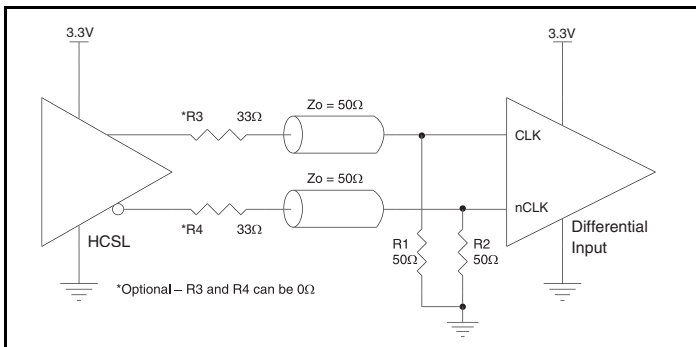 3.3V
3.3V
*R3 33Ω
Zo = 50Ω
CLK
Zo = 50Ω
nCLK
*R4 33Ω
HCSL
R1
50Ω
R2
50Ω
Differential
Input
*Optional – R3 and R4 can be 0Ω